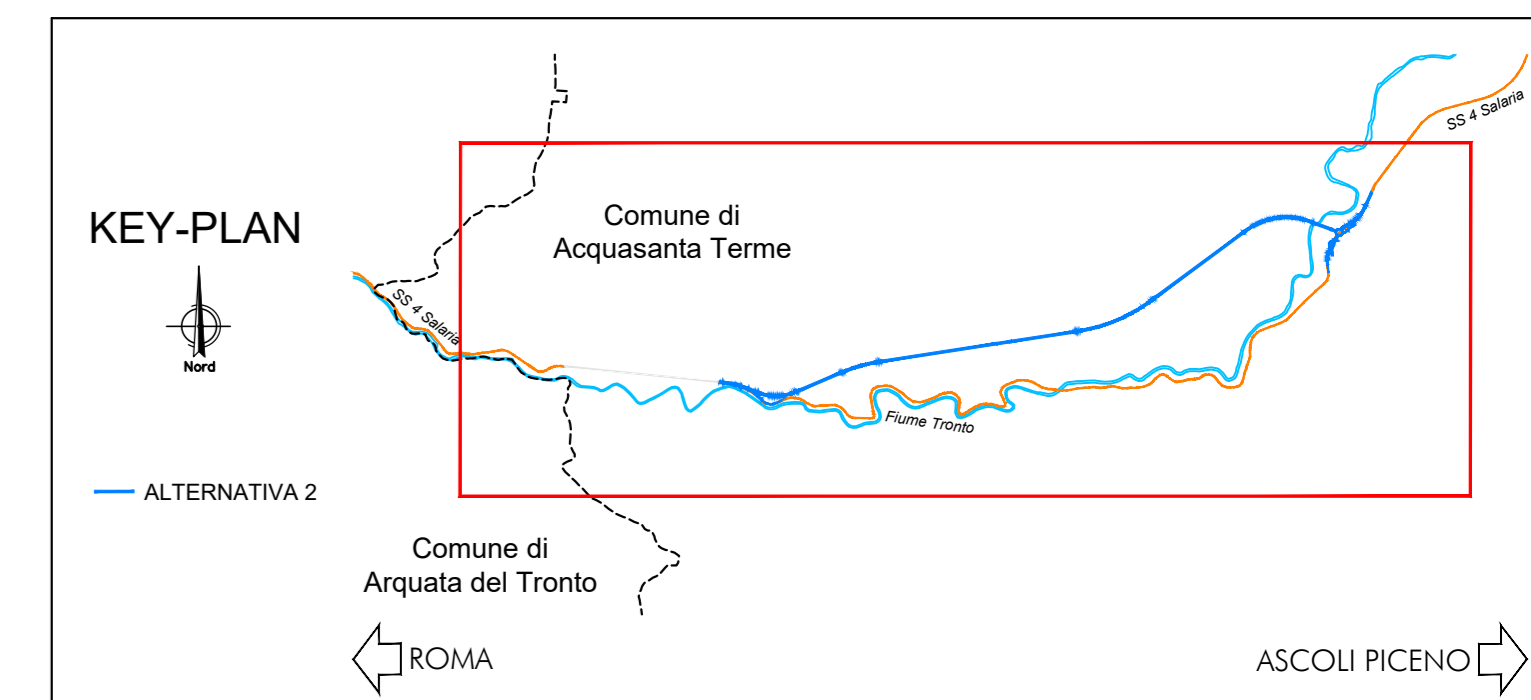 SS 4 Salaria
KEY-PLAN
Nord
Comune di
Acquasanta Terme
SS 4 Salaria
Fiume Tronto
ALTERNATIVA 2
Comune di
Arquata del Tronto
ROMA
ASCOLI PICENO